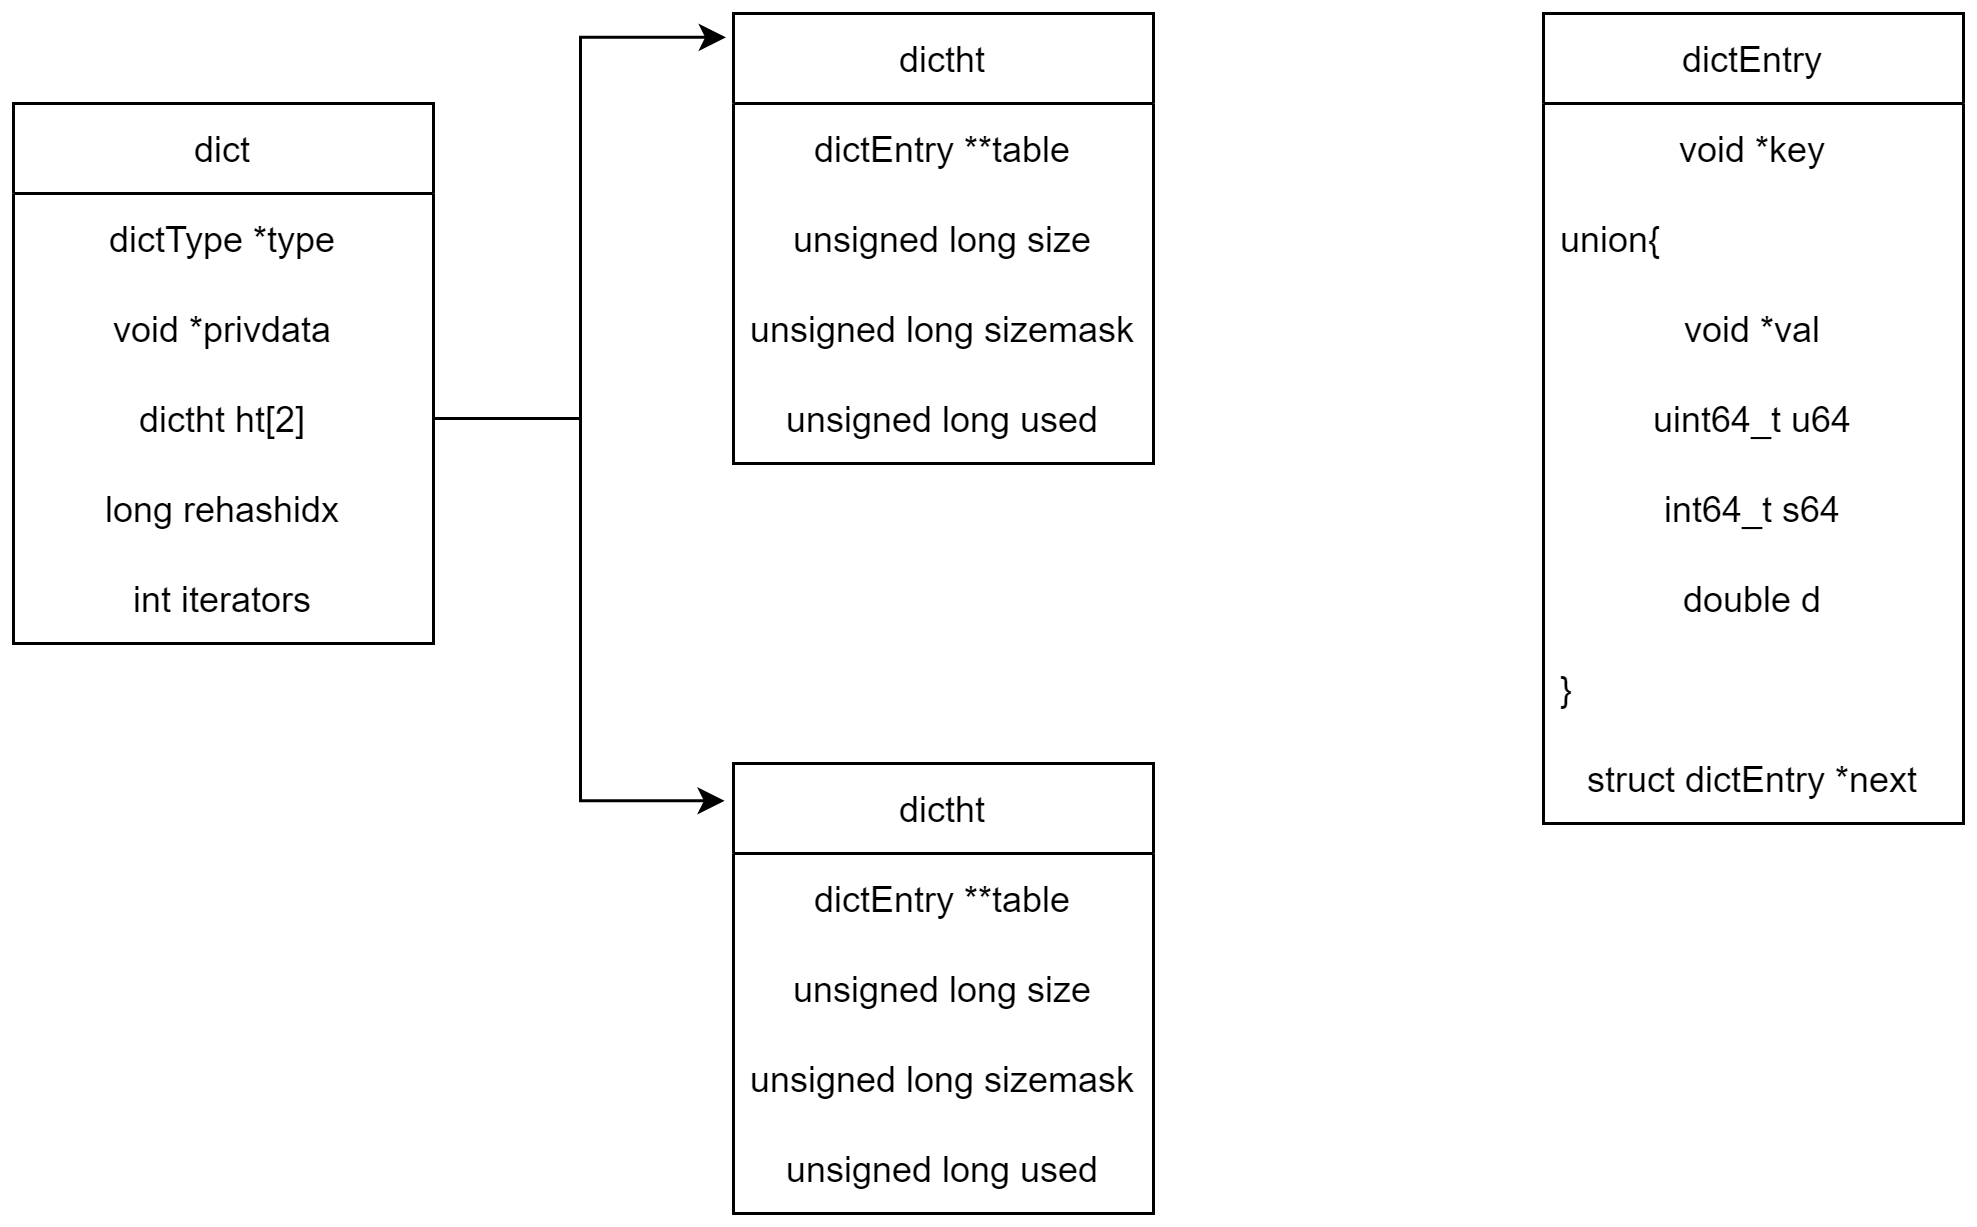 dict
dictType *type
void *privdata
dictht ht[2]
long rehashidx
int iterators
dictht
dictEntry **table
unsigned long size
unsigned long sizemask
unsigned long used
dictht
dictEntry **table
unsigned long size
unsigned long sizemask
unsigned long used
dictEntry
void *key
union{
void *val
uint64_t u64
int64_t s64
double d
}
struct dictEntry *next